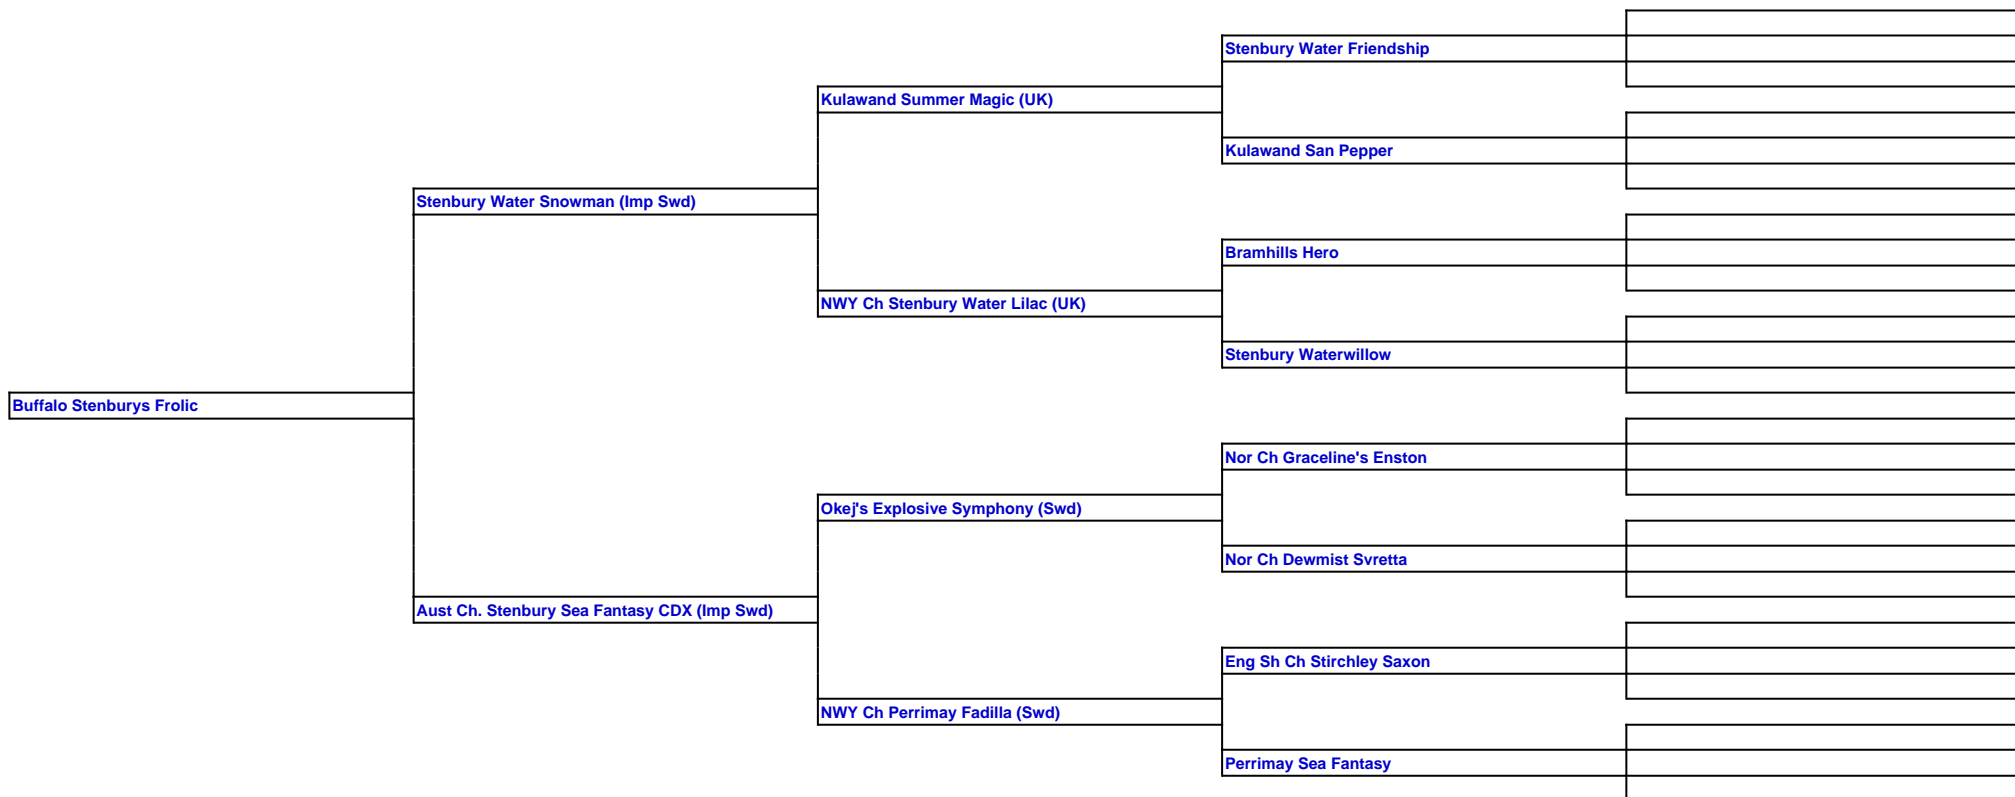 Stenbury Water Friendship
Kulawand Summer Magic (UK)
Kulawand San Pepper
Stenbury Water Snowman (Imp Swd)
Bramhills Hero
NWY Ch Stenbury Water Lilac (UK)
Stenbury Waterwillow
Buffalo Stenburys Frolic
Nor Ch Graceline's Enston
Okej's Explosive Symphony (Swd)
Nor Ch Dewmist Svretta
Aust Ch. Stenbury Sea Fantasy CDX (Imp Swd)
Eng Sh Ch Stirchley Saxon
NWY Ch Perrimay Fadilla (Swd)
Perrimay Sea Fantasy